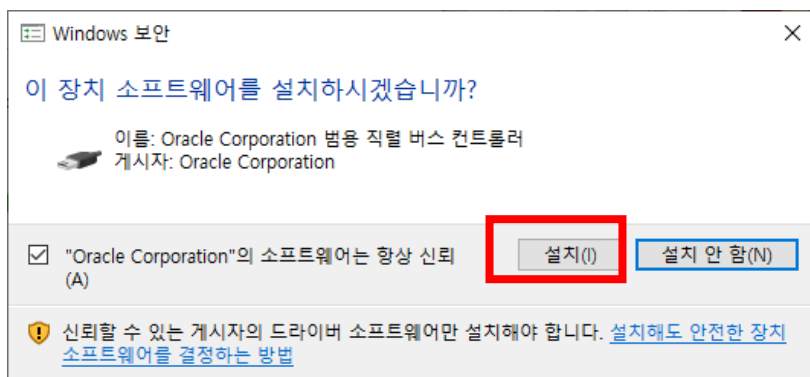 Windows 보안
이 장치 소프트웨어를 설치하시겠습니까?
이름: Oracle Corporation 범용 직렬 버스 컨트롤러
게시자: Oracle Corporation
"Oracle Corporation"의 소프트웨어는 항상 신뢰
(A)
설치(I)
설치 안 함(N)
신뢰할 수 있는 게시자의 드라이버 소프트웨어만 설치해야 합니다. 설치해도 안전한 장치
소프트웨어를 결정하는 방법